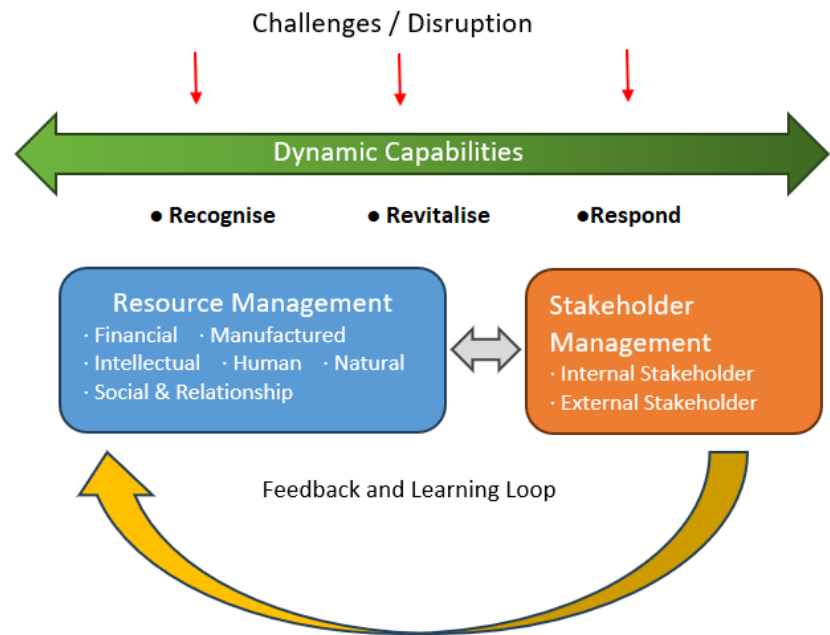 Challenges / Disruption
Dynamic Capabilities
● Recognise ● Revitalise ●Respond
Resource Management
· Financial · Manufactured
· Intellectual · Human · Natural
· Social & Relationship
Stakeholder
Management
· Internal Stakeholder
· External Stakeholder
Feedback and Learning Loop